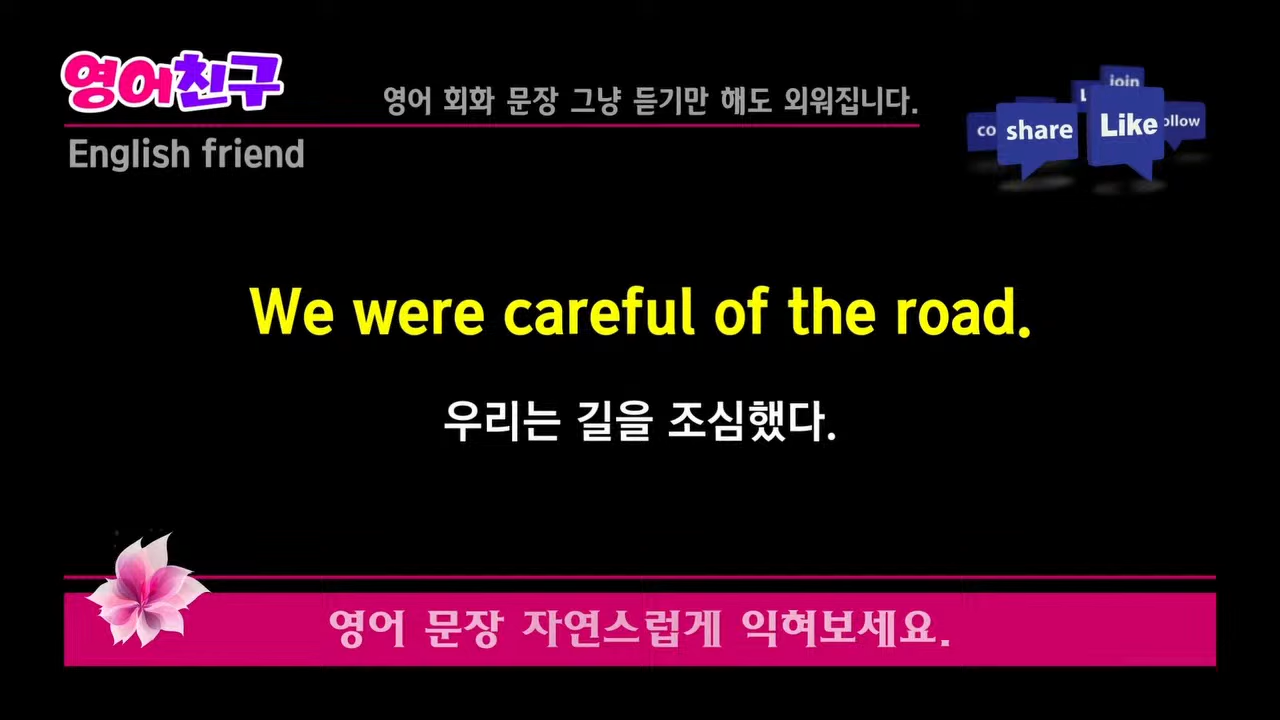 영어친구
영어 회화 문장 그냥 듣기만 해도 외워집니다.
English friend
join
share
Like
We were careful of the road.
우리는 길을 조심했다.
영어 문장 자연스럽게 익혀보세요.